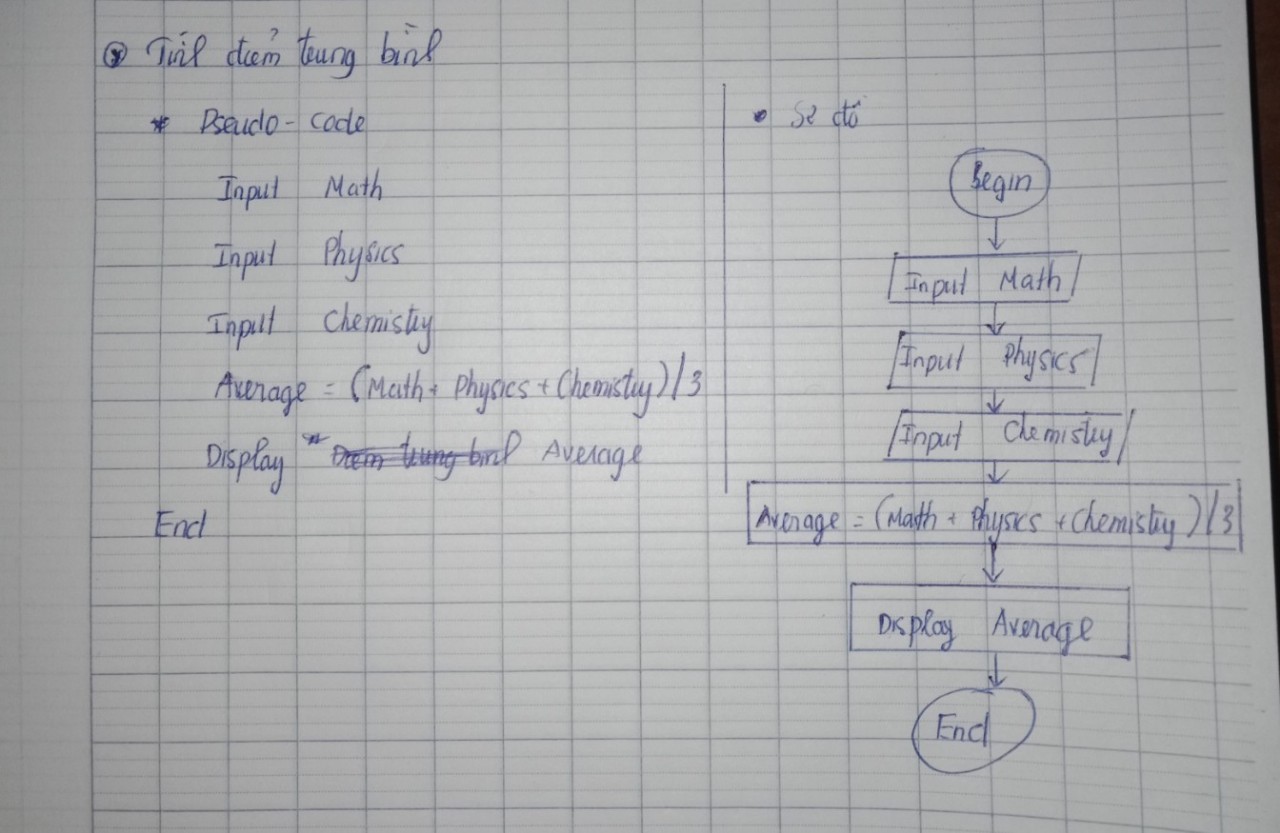 Tính điểm trung bình
* Pseudo - code
Input Math
Input Physics
Input Chemistry
Average = (Math + Physics + Chemistry) / 3
Display " Điểm trung bình Average
End
• Sơ đồ
Begin
Input Math
Input Physics
Input Chemistry
Average = (Math + Physics + Chemistry) / 3
Display Average
End